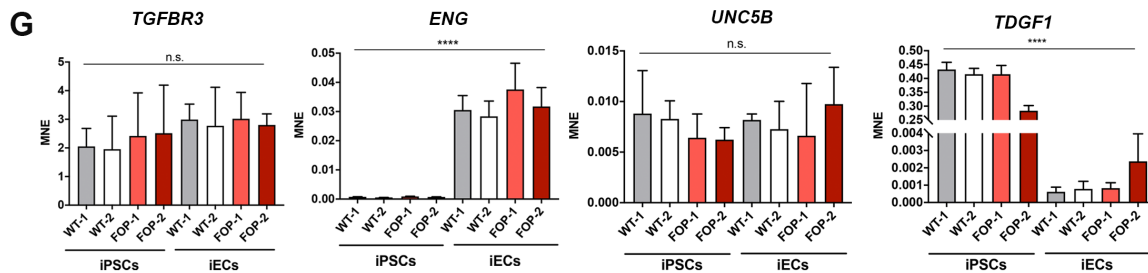 G
TGFBR3
n.s.
MNE
5
4
3
2
1
0
WT-1 WT-2 FOP-1 FOP-2 WT-1 WT-2 FOP-1 FOP-2
iPSCs iECs
ENG
****
MNE
0.05
0.04
0.03
0.02
0.01
0.00
WT-1 WT-2 FOP-1 FOP-2 WT-1 WT-2 FOP-1 FOP-2
iPSCs iECs
UNC5B
n.s.
MNE
0.015
0.010
0.005
0.000
WT-1 WT-2 FOP-1 FOP-2 WT-1 WT-2 FOP-1 FOP-2
iPSCs iECs
TDGF1
****
MNE
0.50
0.45
0.40
0.35
0.30
0.25
0.004
0.003
0.002
0.001
0.000
WT-1 WT-2 FOP-1 FOP-2 WT-1 WT-2 FOP-1 FOP-2
iPSCs iECs